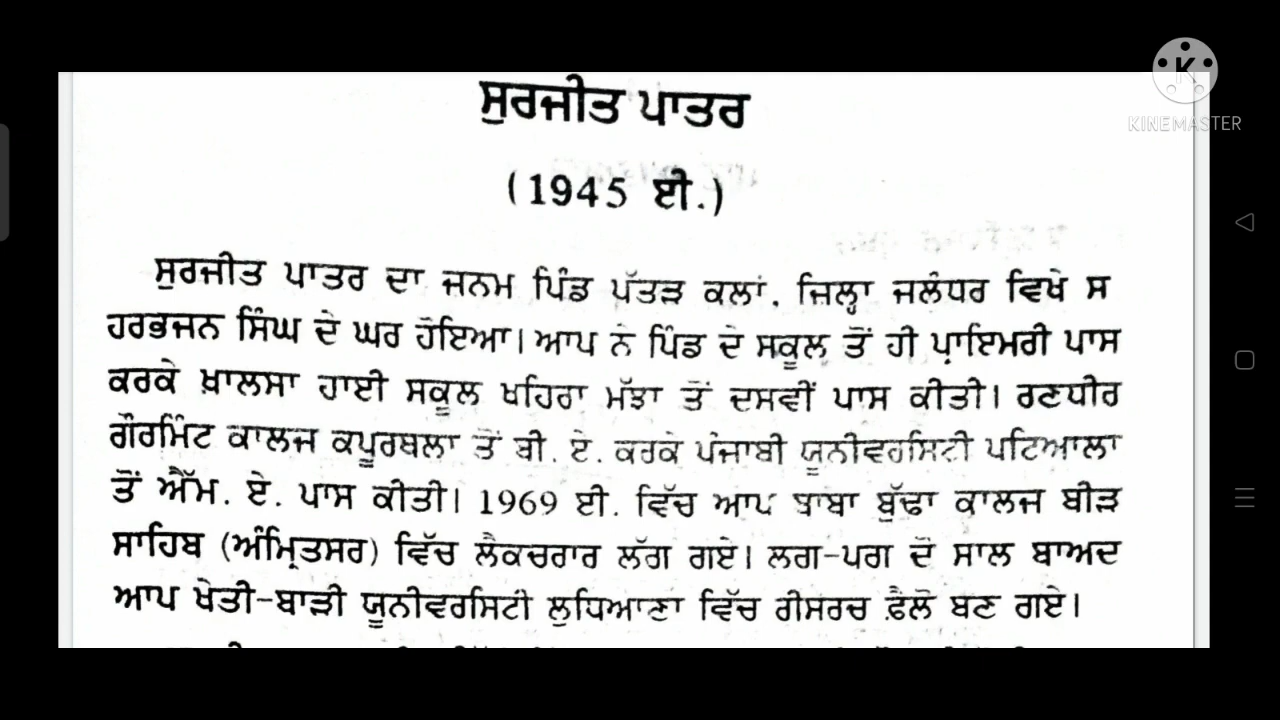 ਸੁਰਜੀਤ ਪਾਤਰ
KINEMASTER
(1945 ਈ.)
ਸੁਰਜੀਤ ਪਾਤਰ ਦਾ ਜਨਮ ਪਿੰਡ ਪੱਤੜ ਕਲਾਂ, ਜ਼ਿਲ੍ਹਾ ਜਲੰਧਰ ਵਿਖੇ ਸ
ਹਰਭਜਨ ਸਿੰਘ ਦੇ ਘਰ ਹੋਇਆ। ਆਪ ਨੇ ਪਿੰਡ ਦੇ ਸਕੂਲ ਤੋਂ ਹੀ ਪ੍ਰਾਇਮਰੀ ਪਾਸ
ਕਰਕੇ ਖ਼ਾਲਸਾ ਹਾਈ ਸਕੂਲ ਖਹਿਰਾ ਮੱਝਾ ਤੋਂ ਦਸਵੀਂ ਪਾਸ ਕੀਤੀ। ਰਣਧੀਰ
ਗੌਰਮਿੰਟ ਕਾਲਜ ਕਪੂਰਥਲਾ ਤੋਂ ਬੀ. ਏ. ਕਰਕੇ ਪੰਜਾਬੀ ਯੂਨੀਵਰਸਿਟੀ ਪਟਿਆਲਾ
ਤੋਂ ਐੱਮ. ਏ. ਪਾਸ ਕੀਤੀ। 1969 ਈ. ਵਿੱਚ ਆਪ ਬਾਬਾ ਬੁੱਢਾ ਕਾਲਜ ਬੀੜ
ਸਾਹਿਬ (ਅੰਮ੍ਰਿਤਸਰ) ਵਿੱਚ ਲੈਕਚਰਾਰ ਲੱਗ ਗਏ। ਲਗ-ਪਗ ਦੋ ਸਾਲ ਬਾਅਦ
ਆਪ ਖੇਤੀ-ਬਾੜੀ ਯੂਨੀਵਰਸਿਟੀ ਲੁਧਿਆਣਾ ਵਿੱਚ ਰੀਸਰਚ ਫ਼ੈਲੋ ਬਣ ਗਏ।